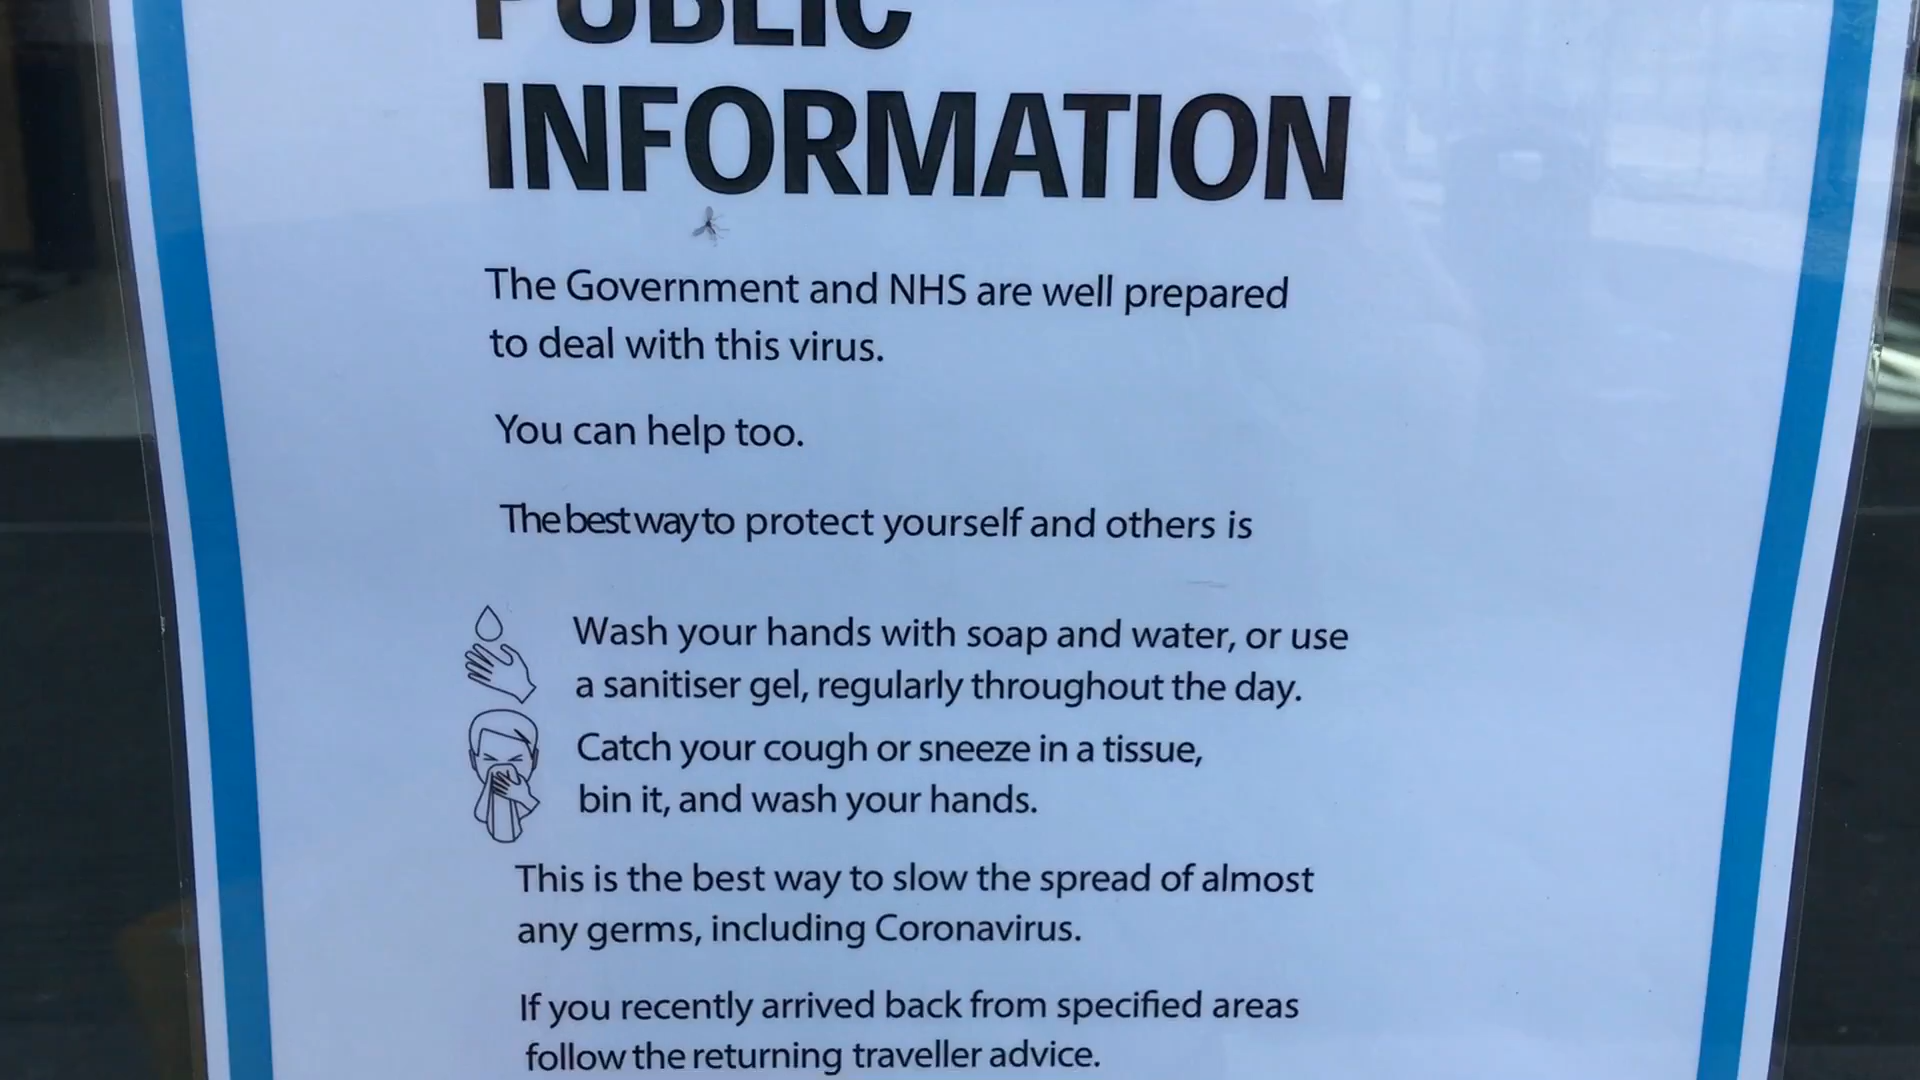 PUBLIC
INFORMATION
The Government and NHS are well prepared
to deal with this virus.
You can help too.
The best way to protect yourself and others is
Wash your hands with soap and water, or use
a sanitiser gel, regularly throughout the day.
Catch your cough or sneeze in a tissue,
bin it, and wash your hands.
This is the best way to slow the spread of almost
any germs, including Coronavirus.
If you recently arrived back from specified areas
follow the returning traveller advice.